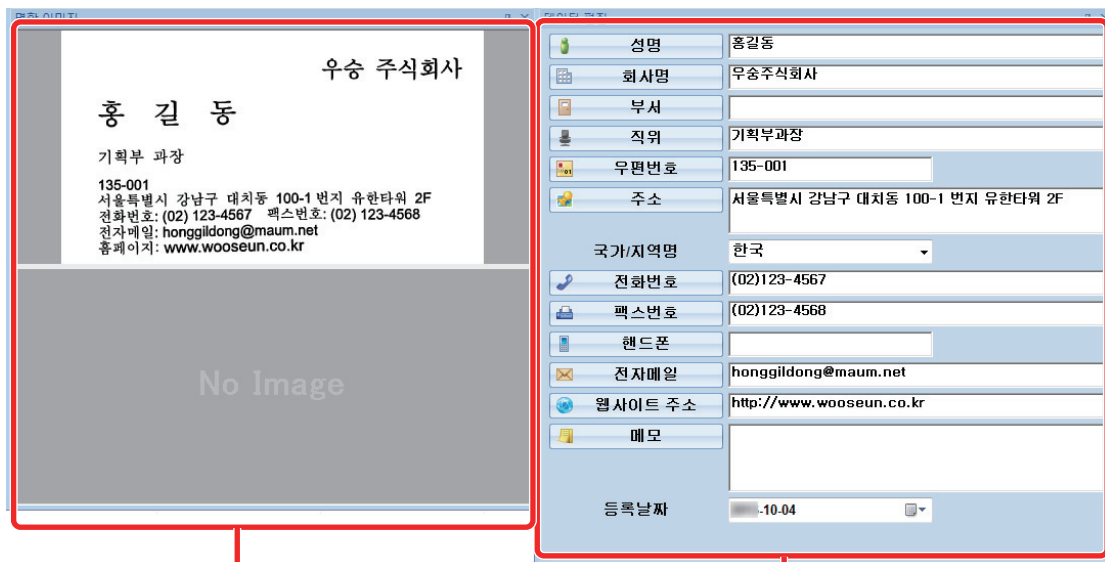 명함 이미지
우승 주식회사
홍 길 동
기획부 과장
135-001
서울특별시 강남구 대치동 100-1 번지 유한타워 2F
전화번호: (02) 123-4567 팩스번호: (02) 123-4568
전자메일: honggildong@maum.net
홈페이지: www.wooseun.co.kr
No Image
성명 홍길동
회사명 우승주식회사
부서
직위 기획부과장
우편번호 135-001
주소 서울특별시 강남구 대치동 100-1 번지 유한타워 2F
국가/지역명 한국
전화번호 (02)123-4567
팩스번호 (02)123-4568
핸드폰
전자메일 honggildong@maum.net
웹사이트 주소 http://www.wooseun.co.kr
메모
등록날짜 -10-04